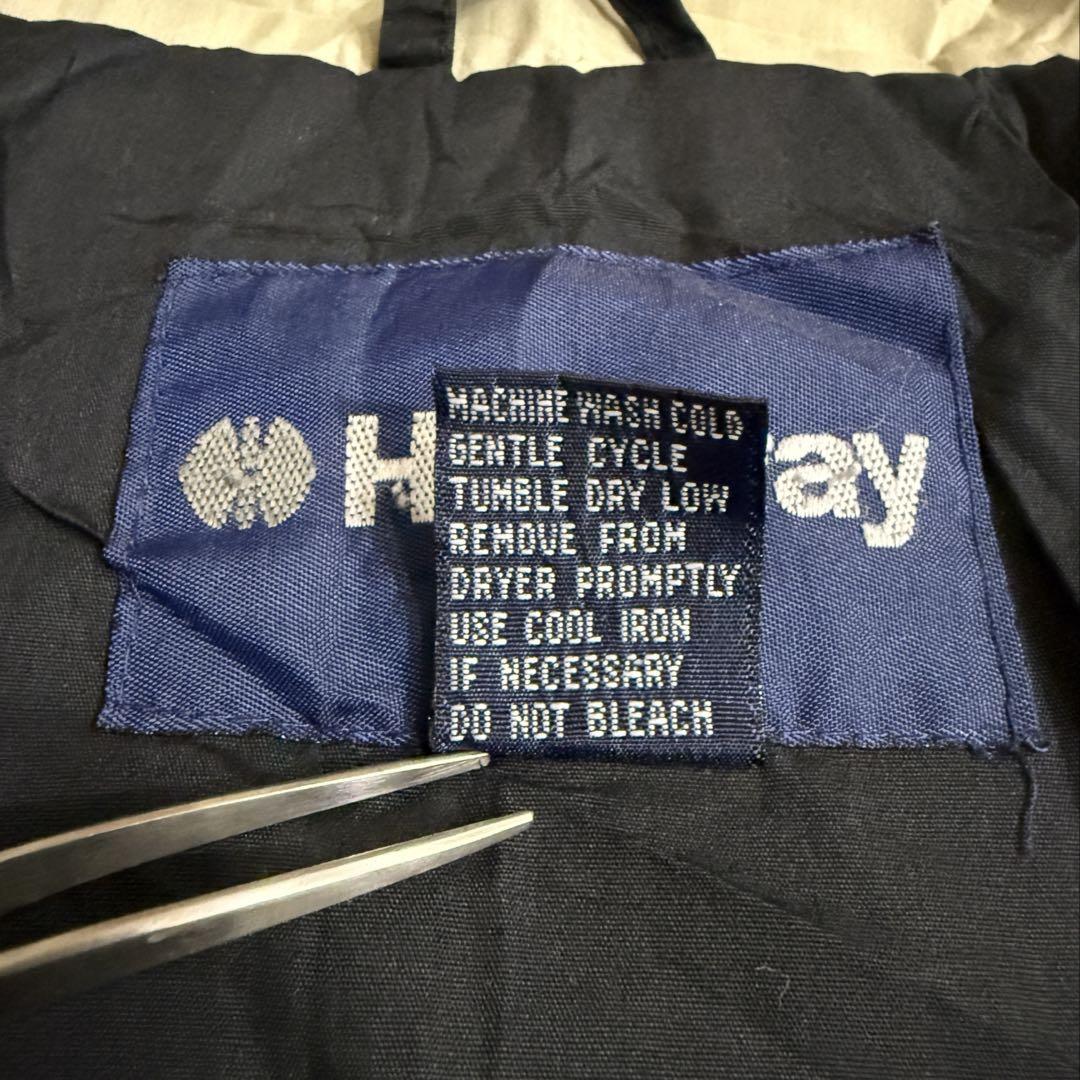 MACHINE WASH COLD
GENTLE CYCLE
TUMBLE DRY LOW
REMOVE FROM
DRYER PROMPTLY
USE COOL IRON
IF NECESSARY
DO NOT BLEACH